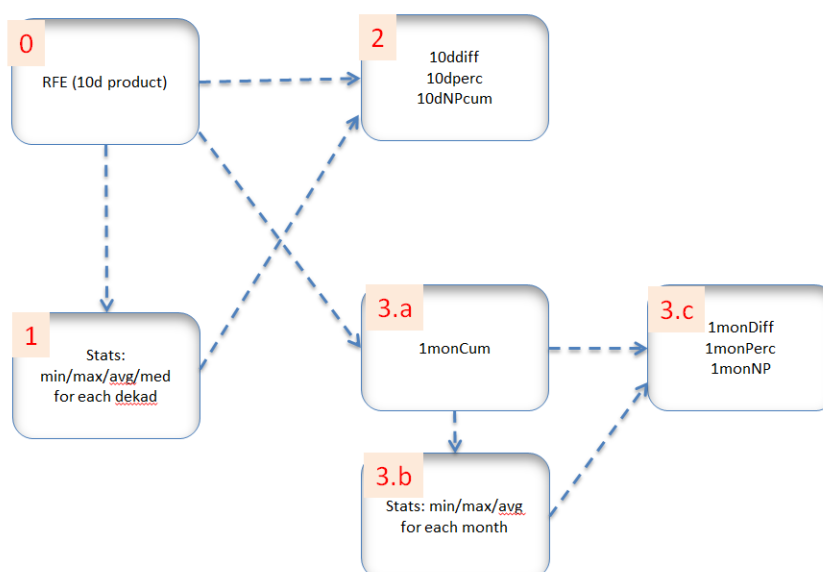 0
RFE (10d product)
2
10ddiff
10dperc
10dNPcum
1
Stats:
min/max/avg/med
for each dekad
3.a
1monCum
3.c
1monDiff
1monPerc
1monNP
3.b
Stats: min/max/avg
for each month